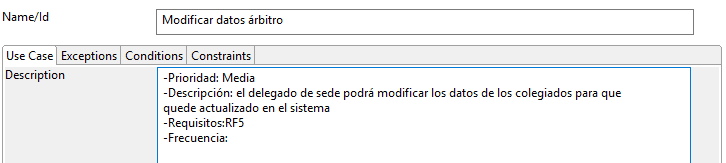 Name/Id
Modificar datos árbitro
Use Case Exceptions Conditions Constraints
Description
-Prioridad: Media
-Descripción: el delegado de sede podrá modificar los datos de los colegiados para que
quede actualizado en el sistema
-Requisitos:RF5
-Frecuencia: